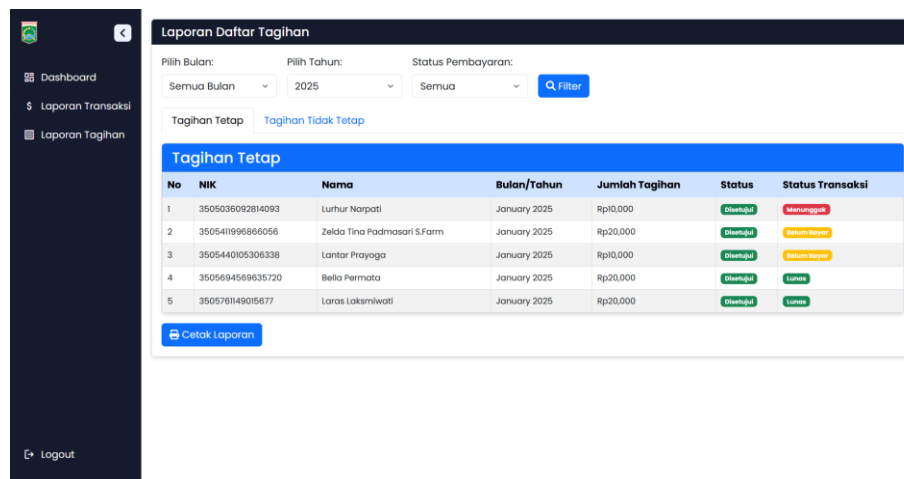 Laporan Daftar Tagihan
Dashboard
Laporan Transaksi
Laporan Tagihan
Pilih Bulan: Pilih Tahun: Status Pembayaran:
Semua Bulan 2025 Semua Filter
Tagihan Tetap Tagihan Tidak Tetap
Tagihan Tetap
No NIK Nama Bulan/Tahun Jumlah Tagihan Status Status Transaksi
1 3505036092814093 Lurhur Narpati January 2025 Rp10,000 Disetujui Menunggak
2 3505411996866056 Zelda Tina Padmasari S.Farm January 2025 Rp20,000 Disetujui Belum Bayar
3 3505440105306338 Lantar Prayoga January 2025 Rp10,000 Disetujui Belum Bayar
4 3505694569635720 Bella Permata January 2025 Rp20,000 Disetujui Lunas
5 3505761149015677 Laras Laksmiwati January 2025 Rp20,000 Disetujui Lunas
Cetak Laporan
Logout